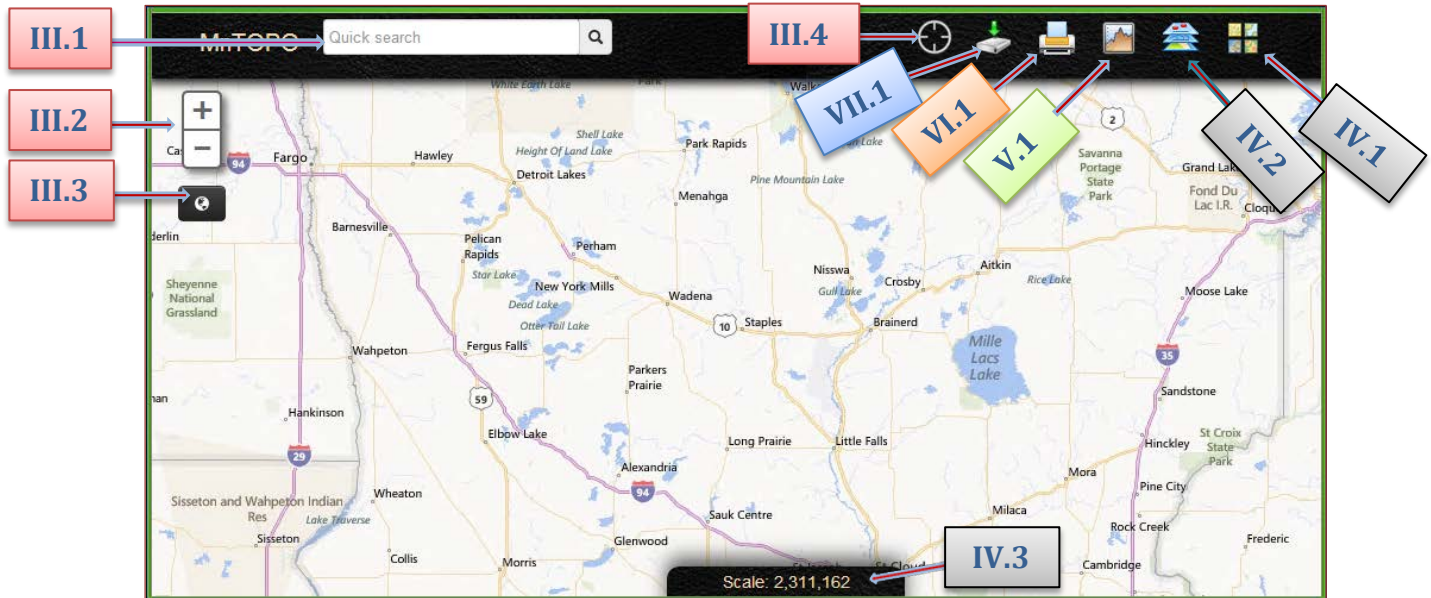 III.1
MnTOPO
Quick search
III.4
VII.1
VI.1
V.1
IV.2
IV.1
III.2
III.3
White Earth Lake
Park
2
Shell Lake
Height Of Land Lake
Park Rapids
Pine Mountain Lake
Savanna
Portage
State
Park
Fargo
94
Hawley
Detroit Lakes
Menahga
Fond Du
Lac I.R.
Barnesville
Pelican
Rapids
Perham
Star Lake
New York Mills
Dead Lake
Otter Tail Lake
Wadena
Nisswa
Gull Lake
Crosby
Aitkin
Rice Lake
Moose Lake
Sheyenne
National
Grassland
10
Staples
Brainerd
Mille
Lacs
Lake
35
Wahpeton
Fergus Falls
Parkers
Prairie
Sandstone
59
Hankinson
Elbow Lake
Long Prairie
Little Falls
Hinckley
St Croix
State
Park
29
Alexandria
94
Mora
Pine City
Sisseton and Wahpeton Indian
Res
Wheaton
Lake Traverse
Sauk Centre
Milaca
Rock Creek
Sisseton
Glenwood
Frederic
Collis
Morris
Cambridge
Scale: 2,311,162
IV.3